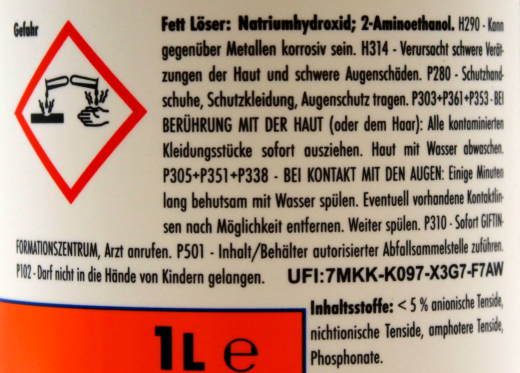 Gefahr
Fett Löser: Natriumhydroxid; 2-Aminoethanol. H290 - Kann
gegenüber Metallen korrosiv sein. H314 - Verursacht schwere Verät-
zungen der Haut und schwere Augenschäden. P280 - Schutzhand-
schuhe, Schutzkleidung, Augenschutz tragen. P303+P361+P353 - BEI
BERÜHRUNG MIT DER HAUT (oder dem Haar): Alle kontaminierten
Kleidungsstücke sofort ausziehen. Haut mit Wasser abwaschen.
P305+P351+P338 - BEI KONTAKT MIT DEN AUGEN: Einige Minuten
lang behutsam mit Wasser spülen. Eventuell vorhandene Kontaktlin-
sen nach Möglichkeit entfernen. Weiter spülen. P310 - Sofort GIFTIN-
FORMATIONSZENTRUM, Arzt anrufen. P501 - Inhalt/Behälter autorisierter Abfallsammelstelle zuführen.
P102 - Darf nicht in die Hände von Kindern gelangen. UFI:7MKK-K097-X3G7-F7AW
Inhaltsstoffe: < 5 % anionische Tenside,
nichtionische Tenside, amphotere Tenside,
Phosphonate.
1L e